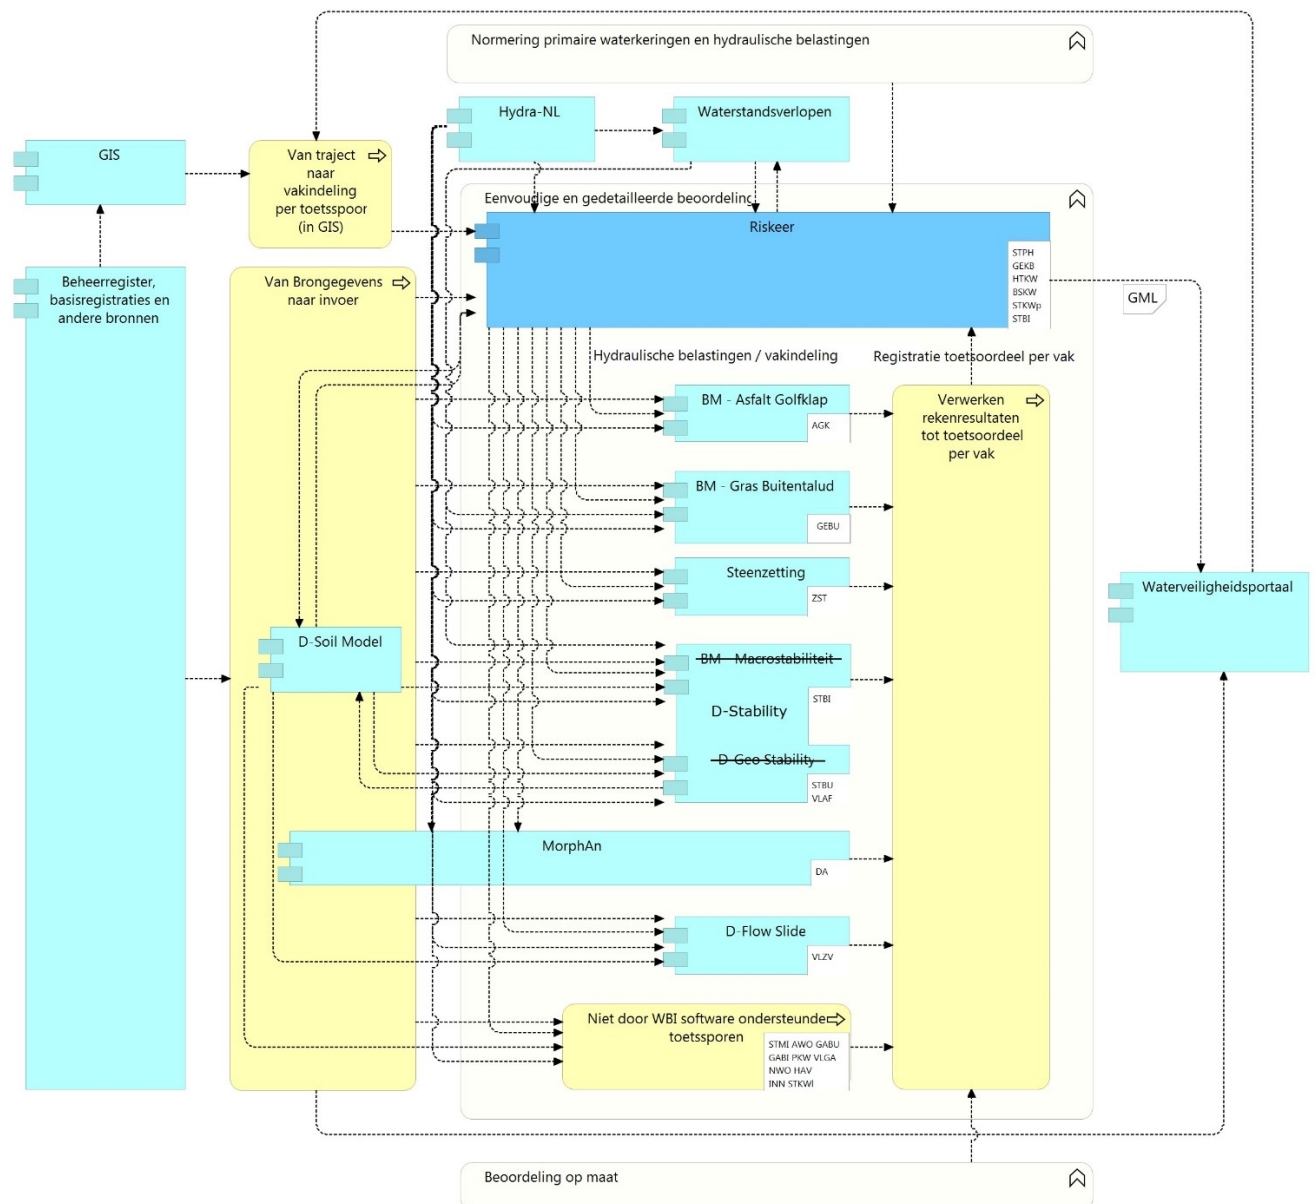 Normering primaire waterkeringen en hydraulische belastingen
Hydra-NL
Waterstandsverlopen
GIS
Van traject
naar
vakindeling
per toetsspoor
(in GIS)
Eenvoudige en gedetailleerde beoordeling
Riskeer
STPH
GEKB
HTKW
BSKW
STKWp
STBI
GML
Beheerregister,
basisregistraties en
andere bronnen
Van Brongegevens
naar invoer
Hydraulische belastingen / vakindeling
Registratie toetsoordeel per vak
BM - Asfalt Golfklap
AGK
Verwerken
rekenresultaten
tot toetsoordeel
per vak
BM - Gras Buitentalud
GEBU
Steenzetting
ZST
Waterveiligheidsportaal
D-Soil Model
BM - Macrostabiliteit
STBI
D-Stability
D-Geo Stability
STBU
VLAF
MorphAn
DA
D-Flow Slide
VLZV
Niet door WBI software ondersteunde
toetssporen
STMI AWO GABU
GABI PKW VLGA
NWO HAV
INN STKWl
Beoordeling op maat